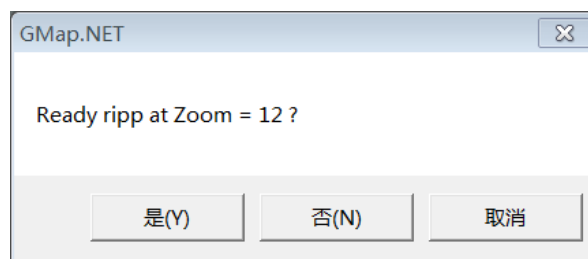 GMap.NET
Ready ripp at Zoom = 12 ?
是(Y) 否(N) 取消